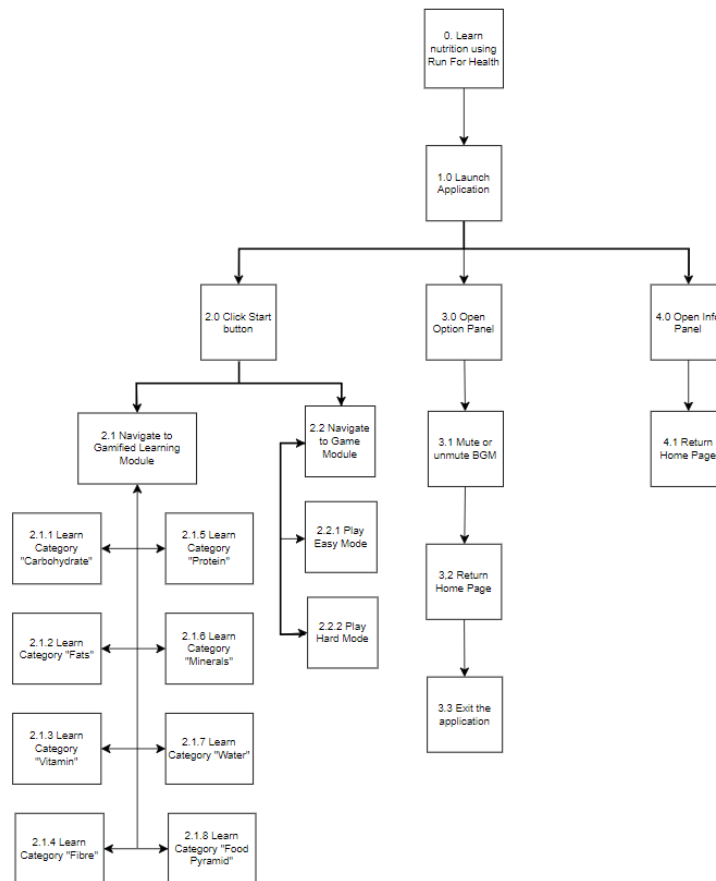 0. Learn
nutrition using
Run For Health
1.0 Launch
Application
2.0 Click Start
button
3.0 Open
Option Panel
4.0 Open Info
Panel
2.1 Navigate to
Gamified Learning
Module
2.2 Navigate
to Game
Module
3.1 Mute or
unmute BGM
4.1 Return
Home Page
2.1.1 Learn
Category
"Carbohydrate"
2.1.5 Learn
Category
"Protein"
2.2.1 Play
Easy Mode
3,2 Return
Home Page
2.1.2 Learn
Category "Fats"
2.1.6 Learn
Category
"Minerals"
2.2.2 Play
Hard Mode
3.3 Exit the
application
2.1.3 Learn
Category
"Vitamin"
2.1.7 Learn
Category "Water"
2.1.4 Learn
Category "Fibre"
2.1.8 Learn
Category "Food
Pyramid"